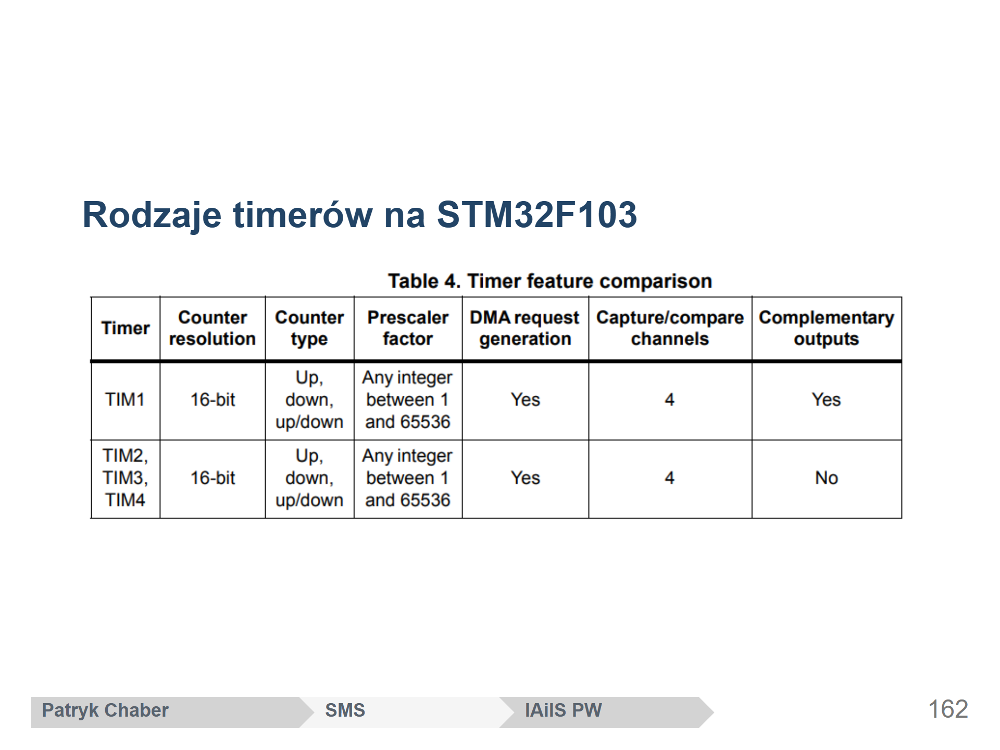 Rodzaje timerów na STM32F103
Table 4. Timer feature comparison
Timer
Counter
resolution
Counter
type
Prescaler
factor
DMA request
generation
Capture/compare
channels
Complementary
outputs
TIM1
16-bit
Up,
down,
up/down
Any integer
between 1
and 65536
Yes
4
Yes
TIM2,
TIM3,
TIM4
16-bit
Up,
down,
up/down
Any integer
between 1
and 65536
Yes
4
No
Patryk Chaber
SMS
IAiIS PW
162